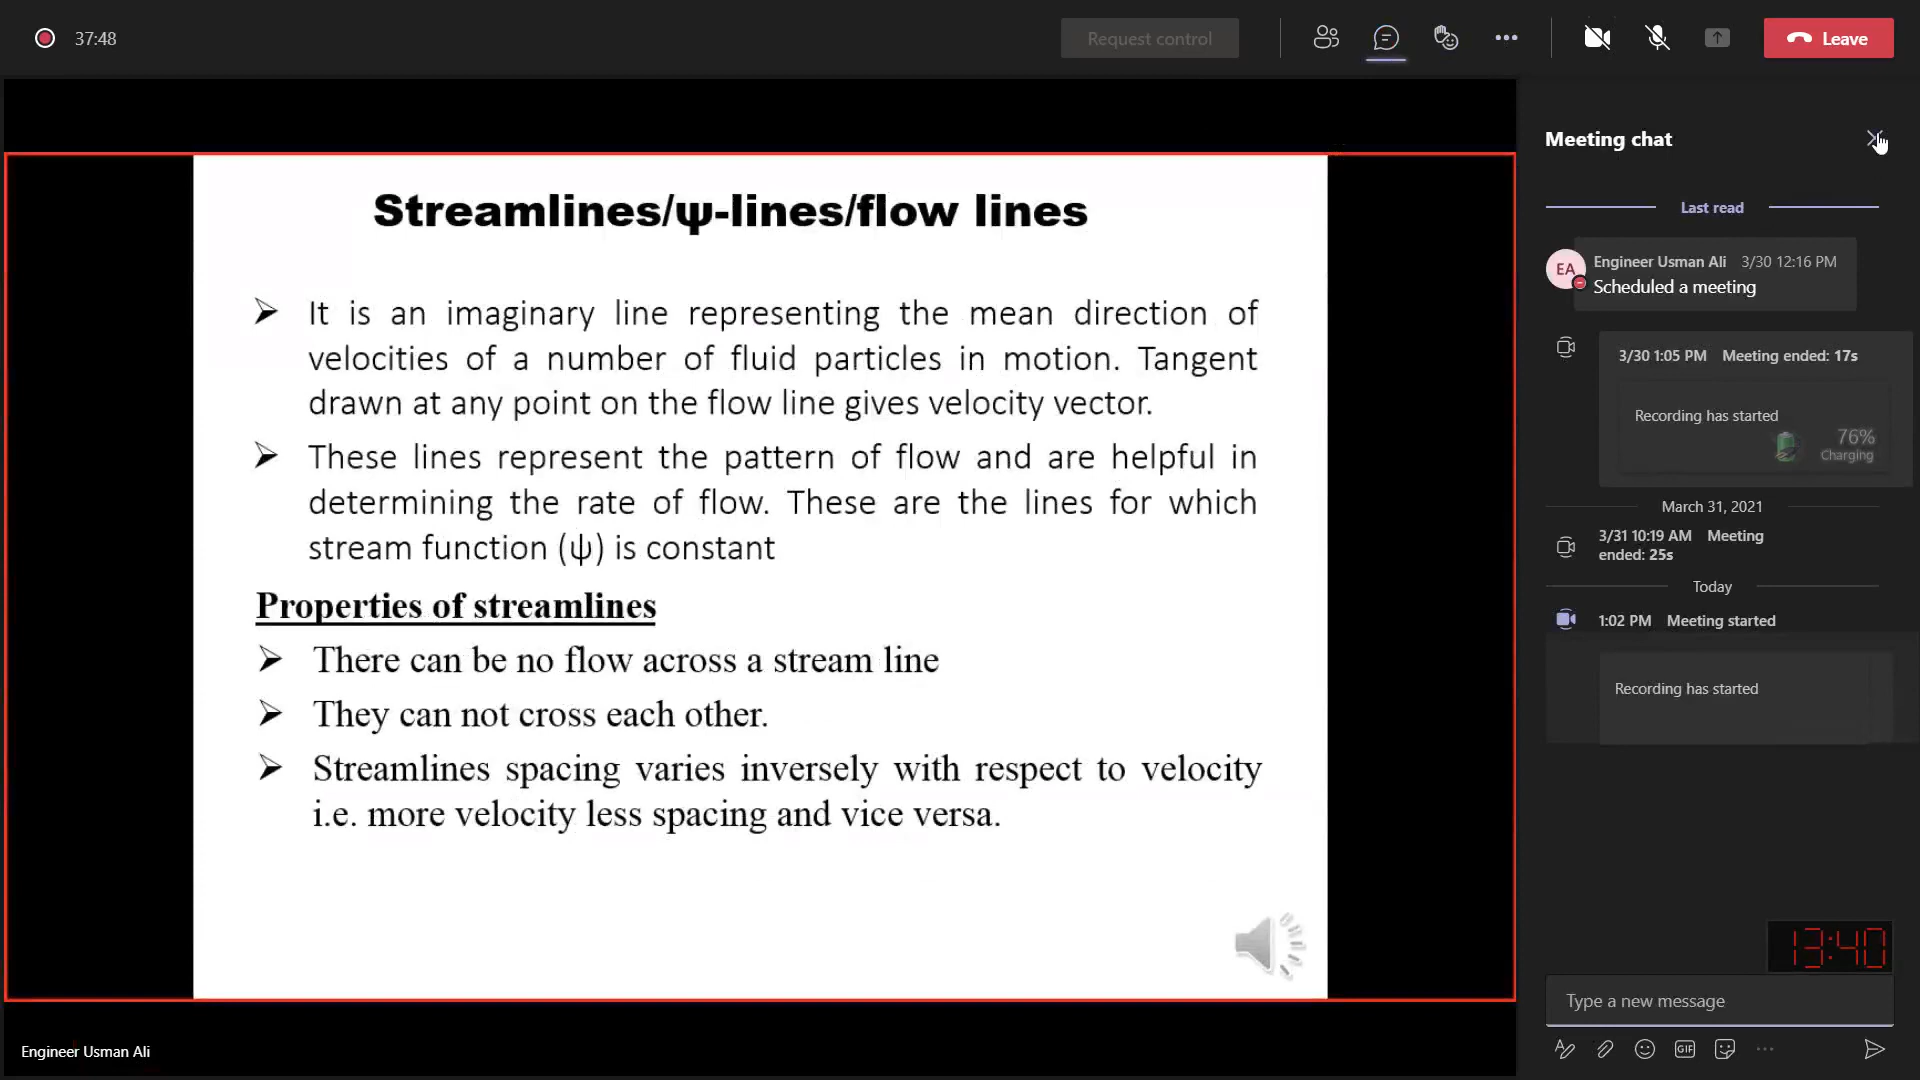 37:48
Request control
Leave
Streamlines/ψ-lines/flow lines
➢ It is an imaginary line representing the mean direction of
velocities of a number of fluid particles in motion. Tangent
drawn at any point on the flow line gives velocity vector.
➢ These lines represent the pattern of flow and are helpful in
determining the rate of flow. These are the lines for which
stream function (ψ) is constant
Properties of streamlines
➢ There can be no flow across a stream line
➢ They can not cross each other.
➢ Streamlines spacing varies inversely with respect to velocity
i.e. more velocity less spacing and vice versa.
Engineer Usman Ali
Meeting chat
Last read
EA
Engineer Usman Ali 3/30 12:16 PM
Scheduled a meeting
3/30 1:05 PM Meeting ended: 17s
Recording has started
76%
Charging
March 31, 2021
3/31 10:19 AM Meeting
ended: 25s
Today
1:02 PM Meeting started
Recording has started
13:40
Type a new message
GIF